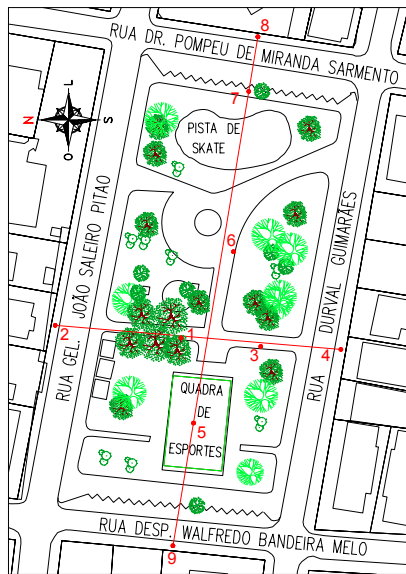 8
RUA DR. POMPEU DE MIRANDA SARMENTO
7
L
N
S
O
PISTA DE
SKATE
RUA GEL. JOÃO SALEIRO PITAO
6
RUA DURVAL GUIMARÃES
2
1
3
4
QUADRA
DE
5
ESPORTES
RUA DESP. WALFREDO BANDEIRA MELO
9